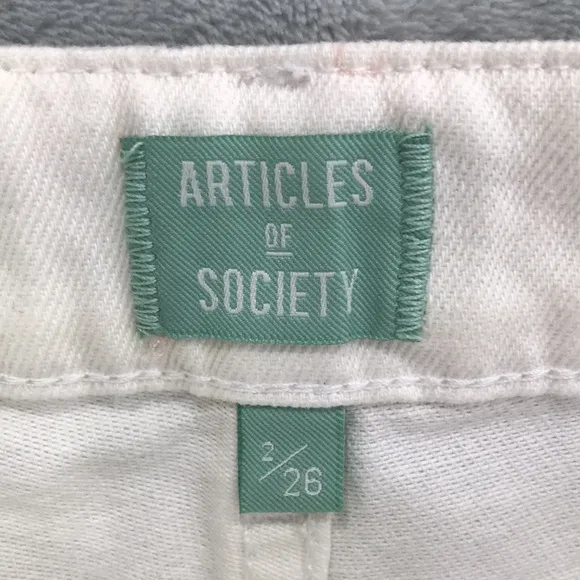 ARTICLES
OF
SOCIETY
2/26